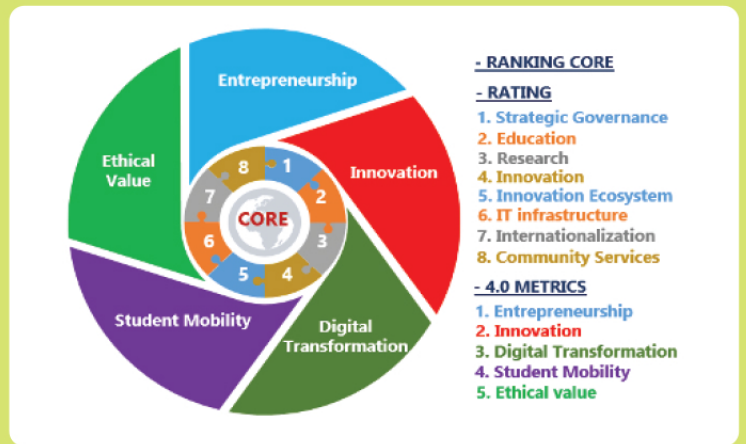 Entrepreneurship
Ethical
Value
Innovation
8
1
7
2
CORE
6
3
5
4
Student Mobility
Digital
Transformation
- RANKING CORE
- RATING
1. Strategic Governance
2. Education
3. Research
4. Innovation
5. Innovation Ecosystem
6. IT infrastructure
7. Internationalization
8. Community Services
- 4.0 METRICS
1. Entrepreneurship
2. Innovation
3. Digital Transformation
4. Student Mobility
5. Ethical value